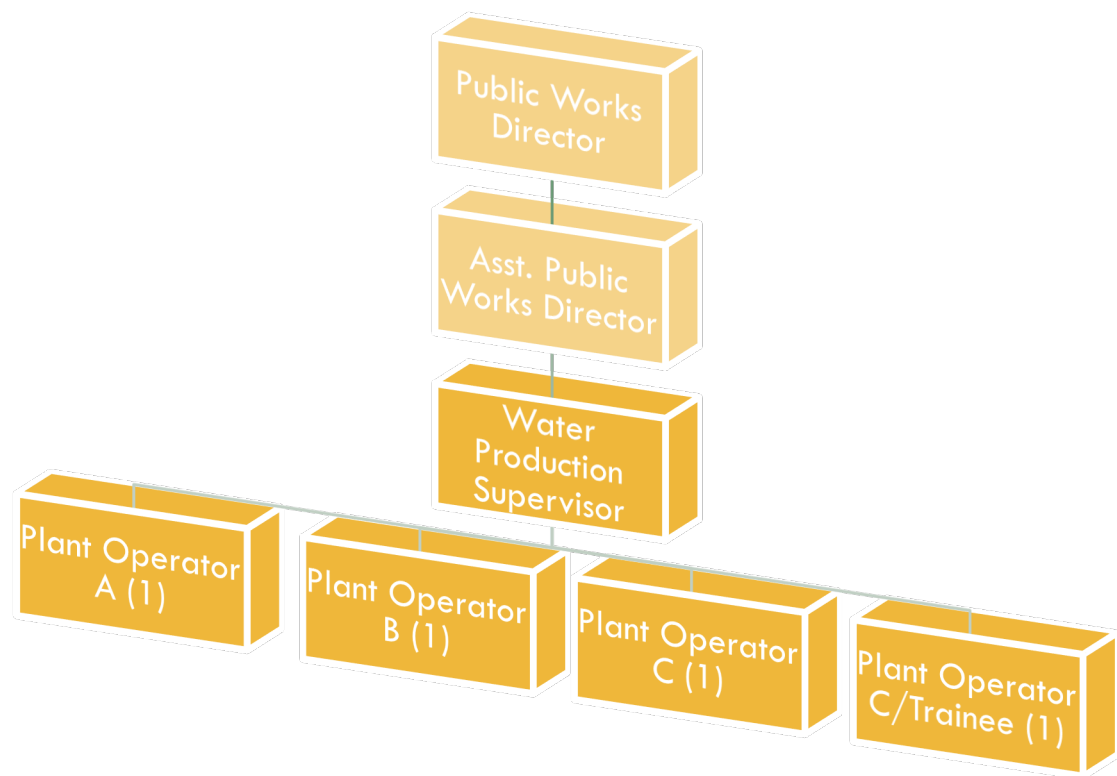 Public Works
Director
Asst. Public
Works Director
Water
Production
Supervisor
Plant Operator
A (1)
Plant Operator
B (1)
Plant Operator
C (1)
Plant Operator
C/Trainee (1)